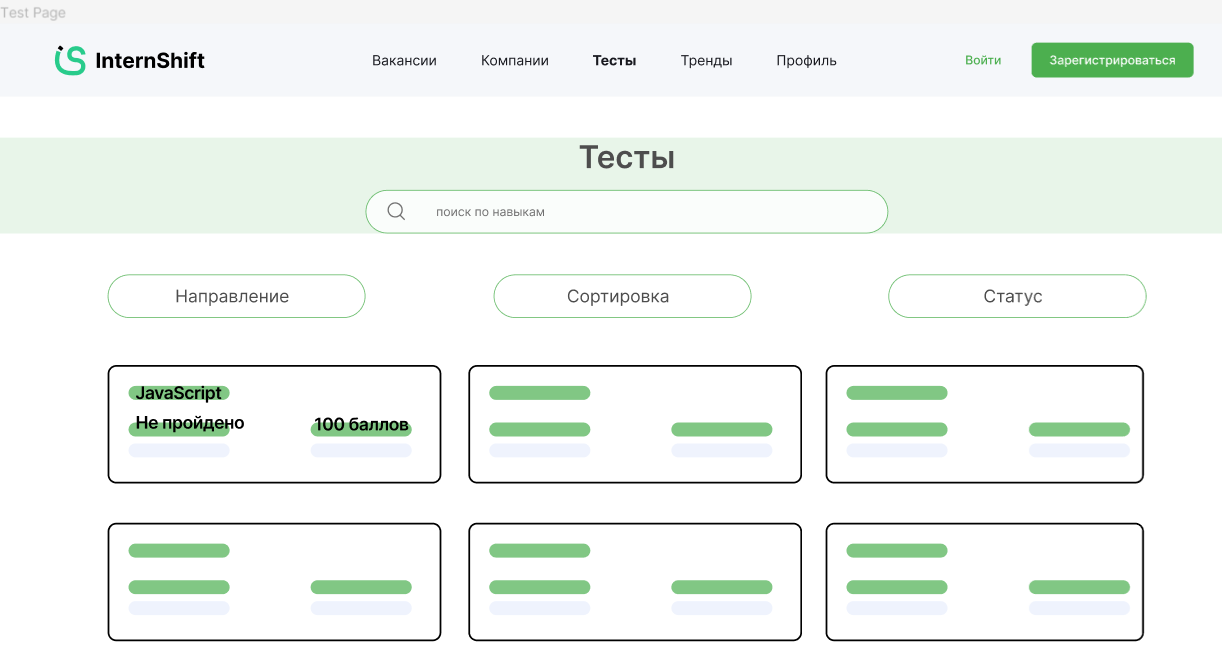 Test Page
InternShift
Вакансии Компании Тесты Тренды Профиль Войти Зарегистрироваться
Тесты
поиск по навыкам
Направление Сортировка Статус
JavaScript
Не пройдено 100 баллов